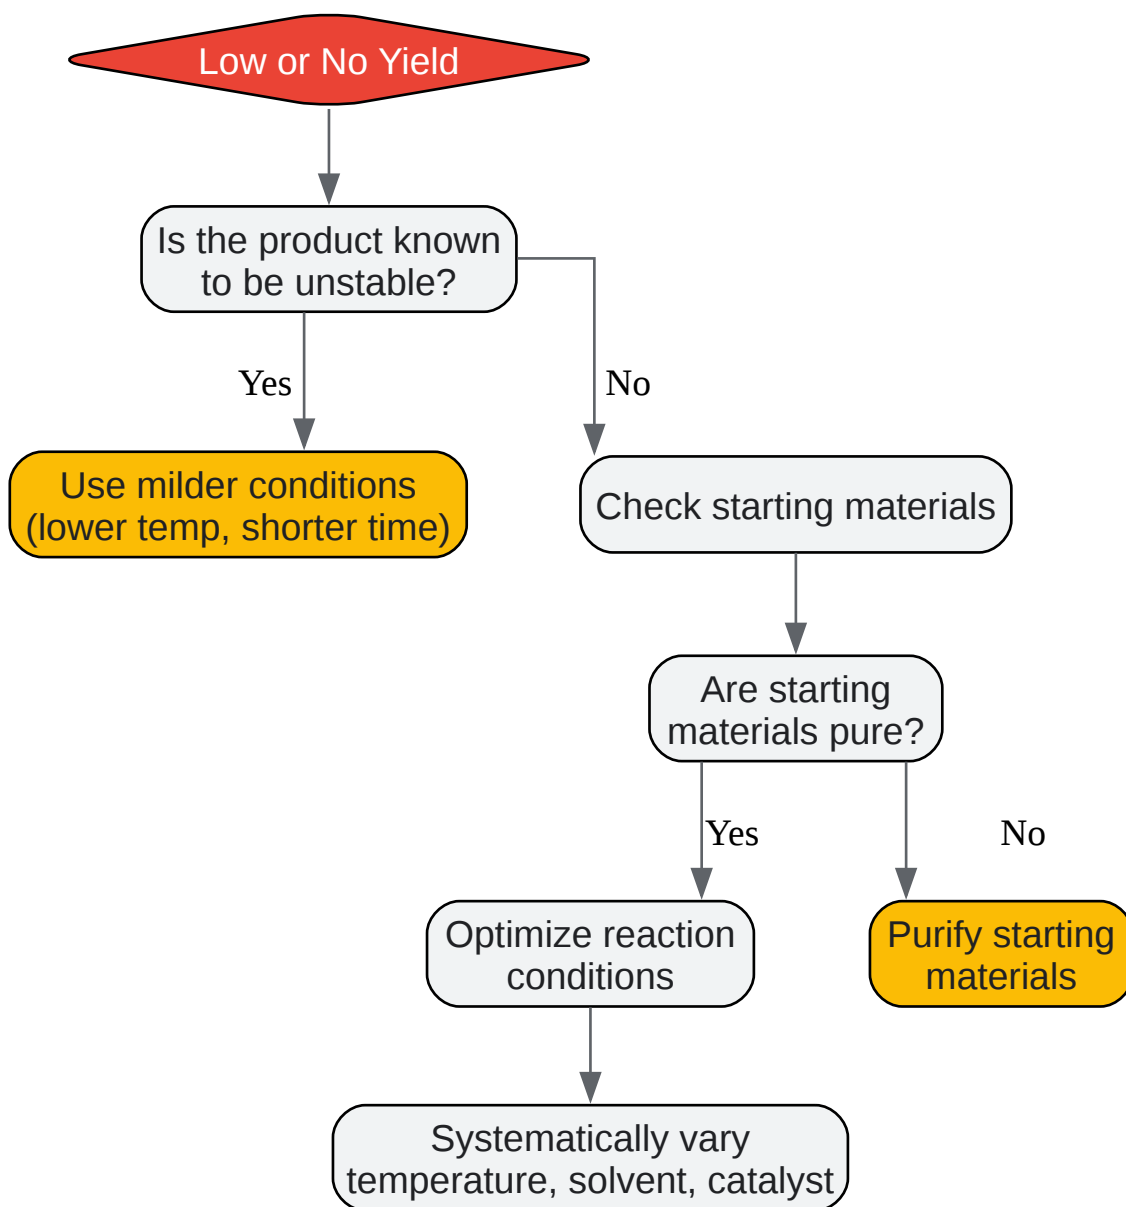 Low or No Yield
Is the product known
to be unstable?
Yes
No
Use milder conditions
(lower temp, shorter time)
Check starting materials
Are starting
materials pure?
Yes
No
Optimize reaction
conditions
Purify starting
materials
Systematically vary
temperature, solvent, catalyst